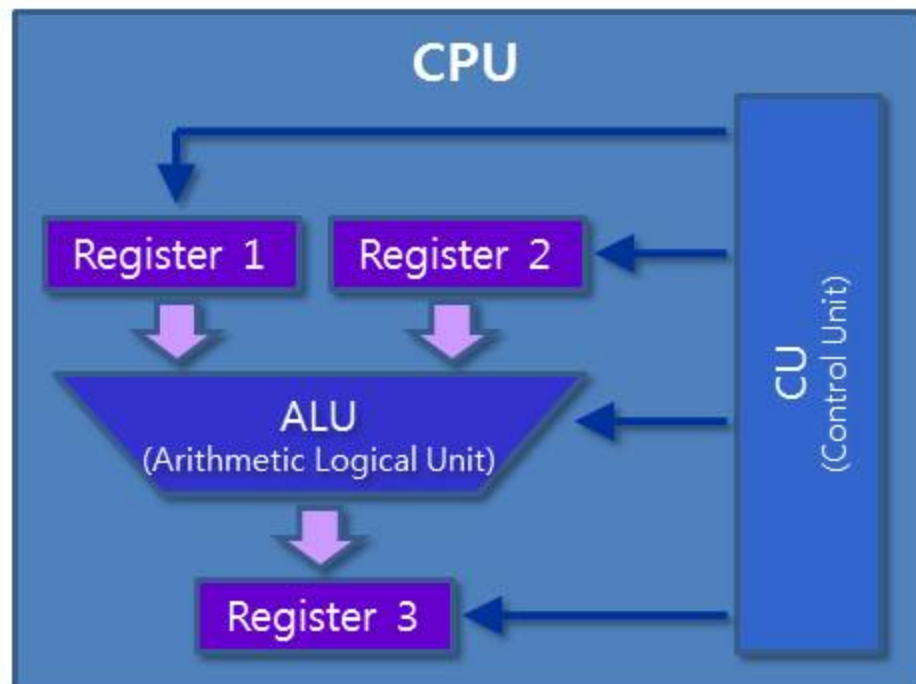 CPU
Register 1
Register 2
ALU
(Arithmetic Logical Unit)
Register 3
CU
(Control Unit)